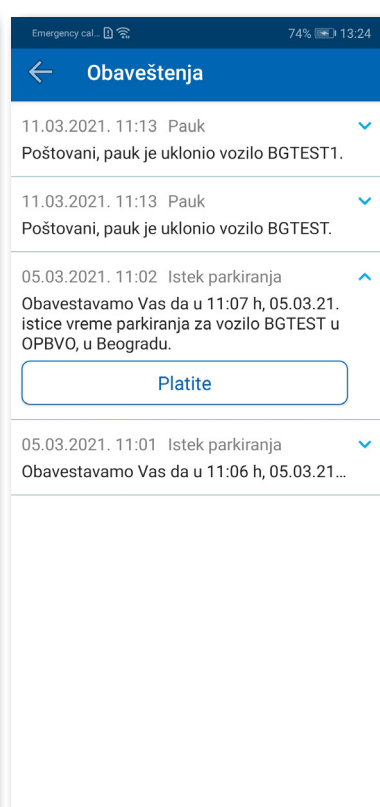 Emergency cal... 74% 13:24
Obaveštenja
11.03.2021. 11:13 Pauk
Poštovani, pauk je uklonio vozilo BGTEST1.
11.03.2021. 11:13 Pauk
Poštovani, pauk je uklonio vozilo BGTEST.
05.03.2021. 11:02 Istek parkiranja
Obavestavamo Vas da u 11:07 h, 05.03.21.
istice vreme parkiranja za vozilo BGTEST u
OPBVO, u Beogradu.
Platite
05.03.2021. 11:01 Istek parkiranja
Obavestavamo Vas da u 11:06 h, 05.03.21...